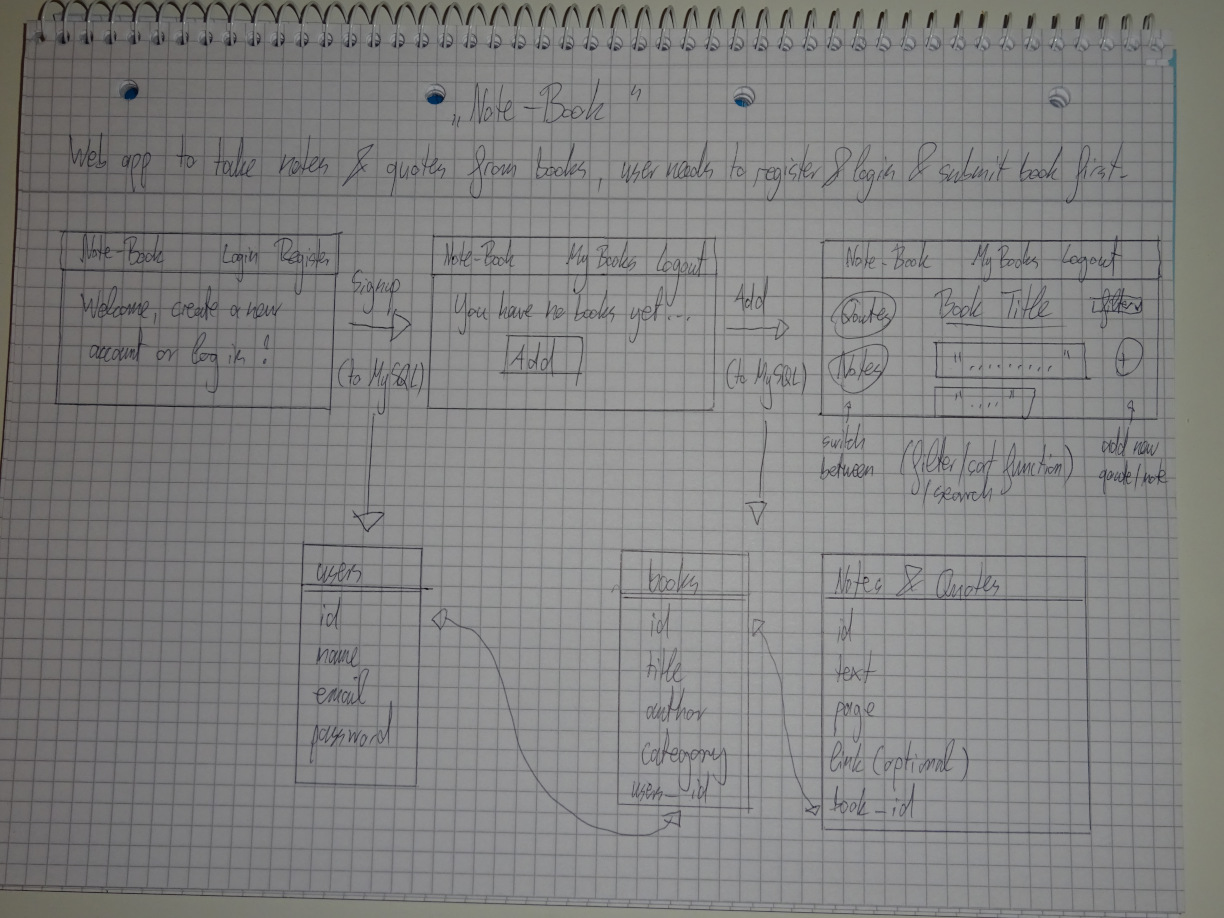 „Note-Book"
Web app to take notes & quotes from books, user needs to register & login & submit book first.
Note-Book Login Register
Welcome, create a new
account or log in!
Signup
(to MySQL)
Note-Book My Books Logout
You have no books yet...
Add
Add
(to MySQL)
Note-Book My Books Logout
Quotes Book Title
Notes "........." +
"...."
switch
between
(filter/sort function)
/search
add new
quote/note
users
id
name
email
password
books
id
title
author
category
users_id
Notes & Quotes
id
text
page
link (optional)
book_id